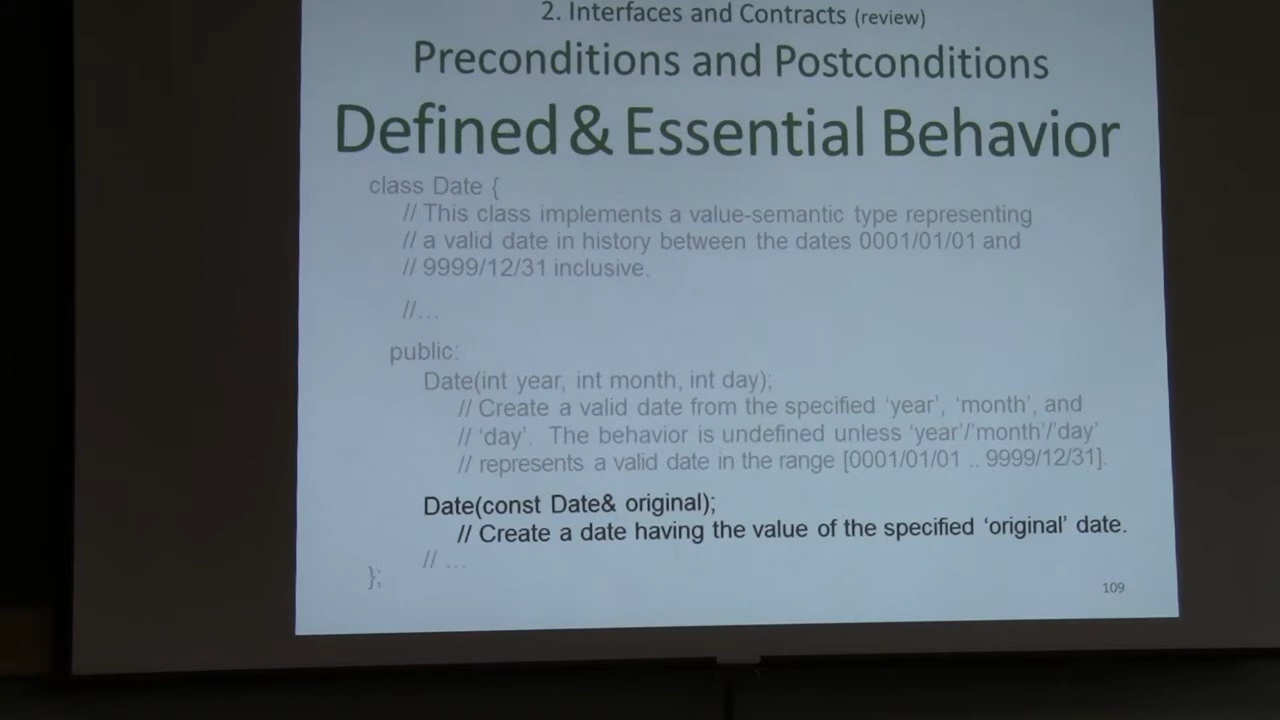 2. Interfaces and Contracts (review)
Preconditions and Postconditions
Defined & Essential Behavior
class Date {
// This class implements a value-semantic type representing
// a valid date in history between the dates 0001/01/01 and
// 9999/12/31 inclusive.
//…
public:
Date(int year, int month, int day);
// Create a valid date from the specified ‘year’, ‘month’, and
// ‘day’. The behavior is undefined unless ‘year’/’month’/’day’
// represents a valid date in the range [0001/01/01 .. 9999/12/31].
Date(const Date& original);
// Create a date having the value of the specified ‘original’ date.
// …
};
109